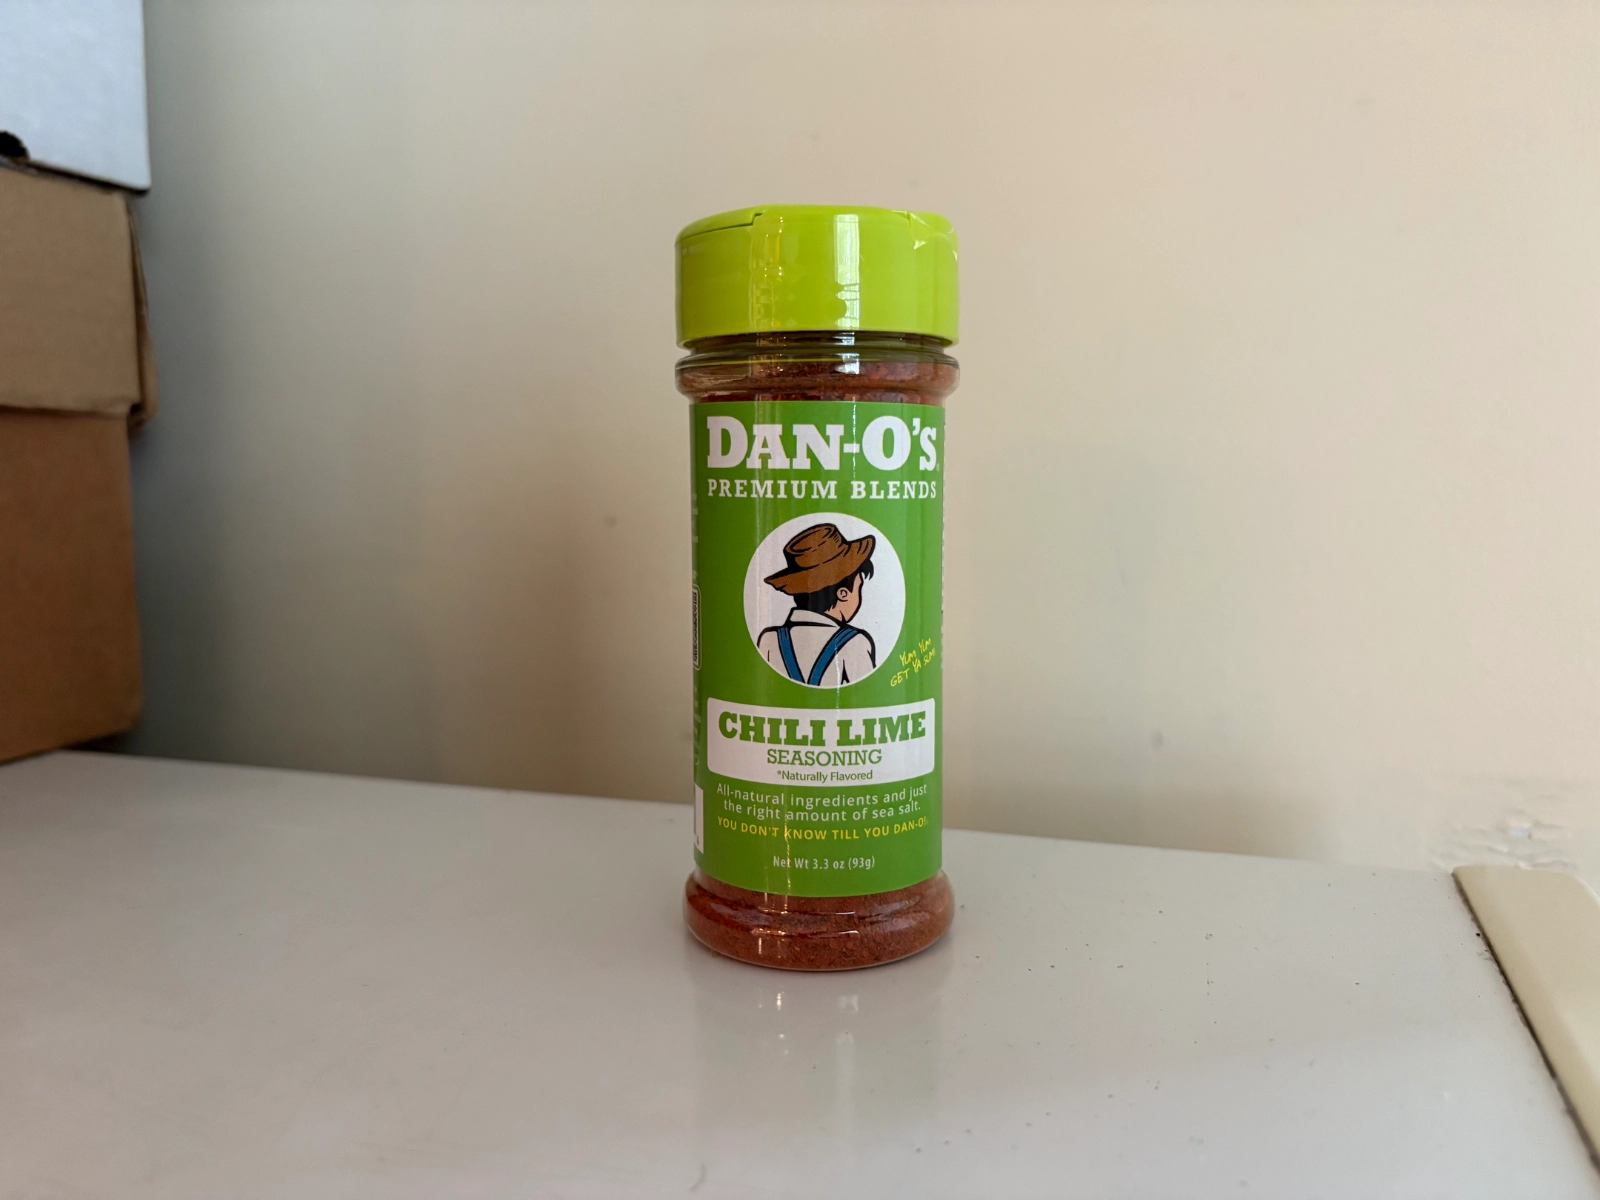 DAN-O's
PREMIUM BLENDS
YUM YUM
GET YA SOME
CHILI LIME
SEASONING
*Naturally Flavored
All-natural ingredients and just
the right amount of sea salt.
YOU DON'T KNOW TILL YOU DAN-O!
Net Wt 3.3 oz (93g)